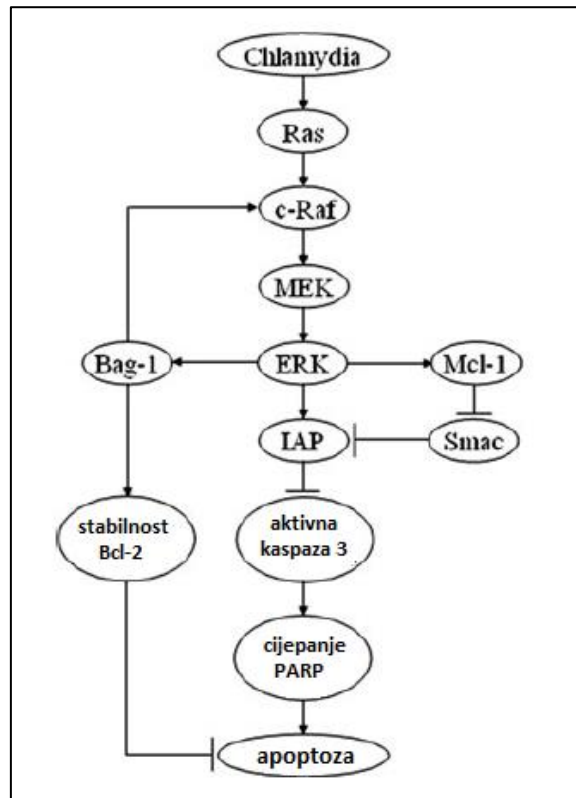 Chlamydia
Ras
c-Raf
MEK
Bag-1
ERK
Mcl-1
IAP
Smac
stabilnost
Bcl-2
aktivna
kaspaza 3
cijepanje
PARP
apoptoza